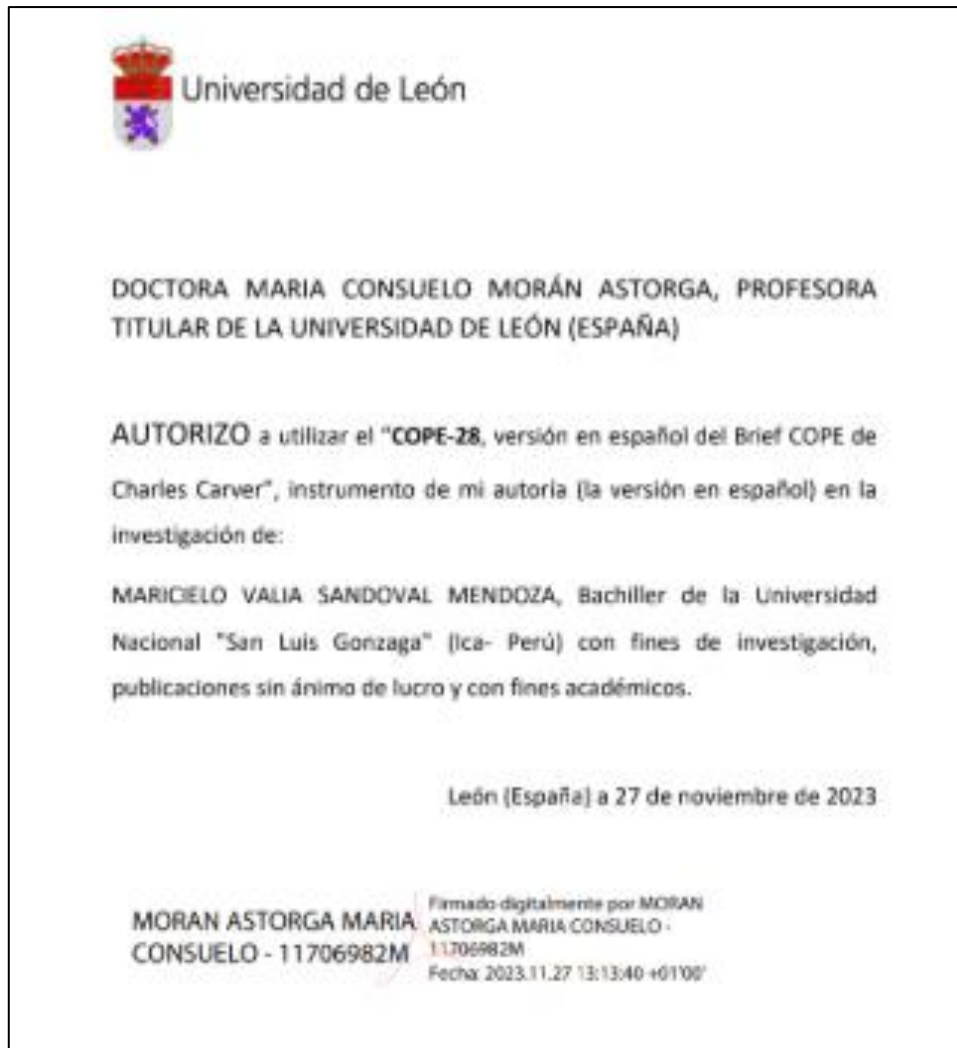 Universidad de León
DOCTORA MARIA CONSUELO MORÁN ASTORGA, PROFESORA
TITULAR DE LA UNIVERSIDAD DE LEÓN (ESPAÑA)
AUTORIZO a utilizar el "COPE-28, versión en español del Brief COPE de
Charles Carver", instrumento de mi autoría (la versión en español) en la
investigación de:
MARICIELO VALIA SANDOVAL MENDOZA, Bachiller de la Universidad
Nacional "San Luis Gonzaga" (Ica- Perú) con fines de investigación,
publicaciones sin ánimo de lucro y con fines académicos.
León (España) a 27 de noviembre de 2023
MORAN ASTORGA MARIA
CONSUELO - 11706982M
Firmado digitalmente por MORAN
ASTORGA MARIA CONSUELO -
11706982M
Fecha: 2023.11.27 13:13:40 +01'00'